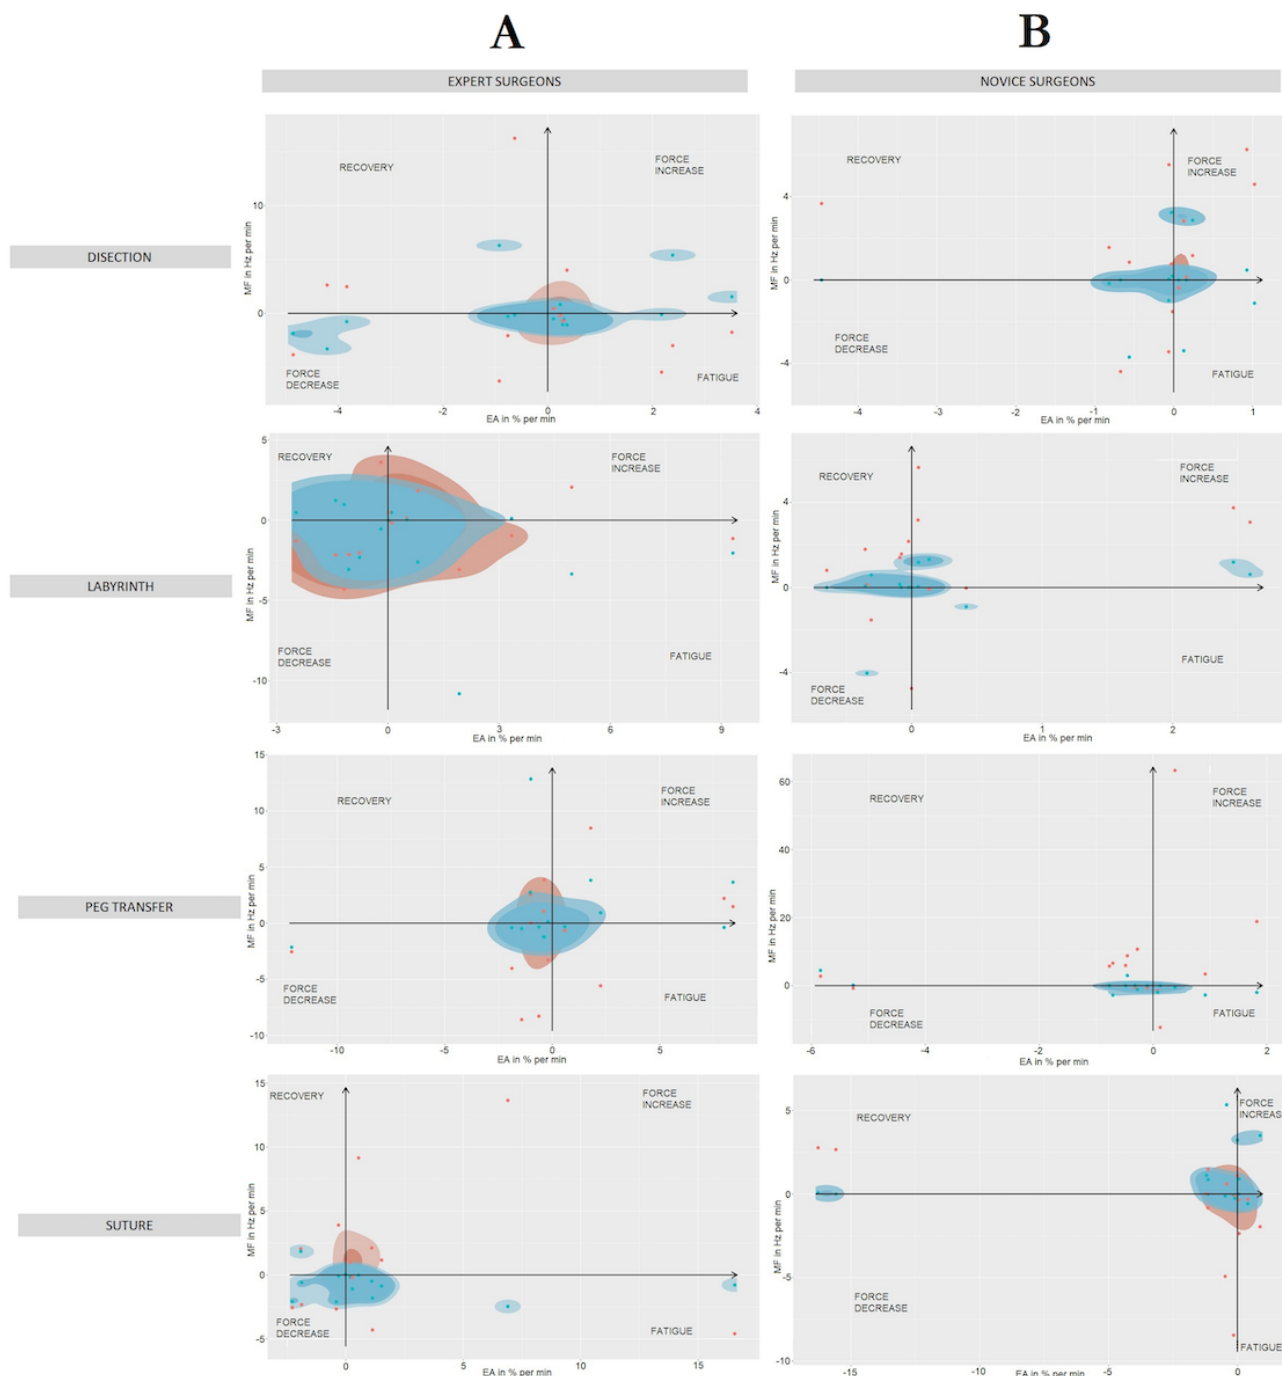 A
B
EXPERT SURGEONS
NOVICE SURGEONS
DISECTION
MF in Hz per min
10
0
RECOVERY
FORCE
INCREASE
FORCE
DECREASE
FATIGUE
-4
-2
0
2
4
EA in % per min
MF in Hz per min
4
0
-4
RECOVERY
FORCE
INCREASE
FORCE
DECREASE
FATIGUE
-4
-3
-2
-1
0
1
EA in % per min
LABYRINTH
MF in Hz per min
5
0
-5
-10
RECOVERY
FORCE
INCREASE
FORCE
DECREASE
FATIGUE
-3
0
3
6
9
EA in % per min
MF in Hz per min
4
0
-4
RECOVERY
FORCE
INCREASE
FORCE
DECREASE
FATIGUE
0
1
2
EA in % per min
PEG TRANSFER
MF in Hz per min
15
10
5
0
-5
-10
RECOVERY
FORCE
INCREASE
FORCE
DECREASE
FATIGUE
-10
-5
0
5
EA in % per min
MF in Hz per min
60
40
20
0
RECOVERY
FORCE
INCREASE
FORCE
DECREASE
FATIGUE
-6
-4
-2
0
2
EA in % per min
SUTURE
MF in Hz per min
15
10
5
0
-5
RECOVERY
FORCE
INCREASE
FORCE
DECREASE
FATIGUE
0
5
10
15
EA in % per min
MF in Hz per min
5
0
-5
-10
RECOVERY
FORCE
INCREAS
FORCE
DECREASE
FATIGUE
-15
-10
-5
0
EA in % per min